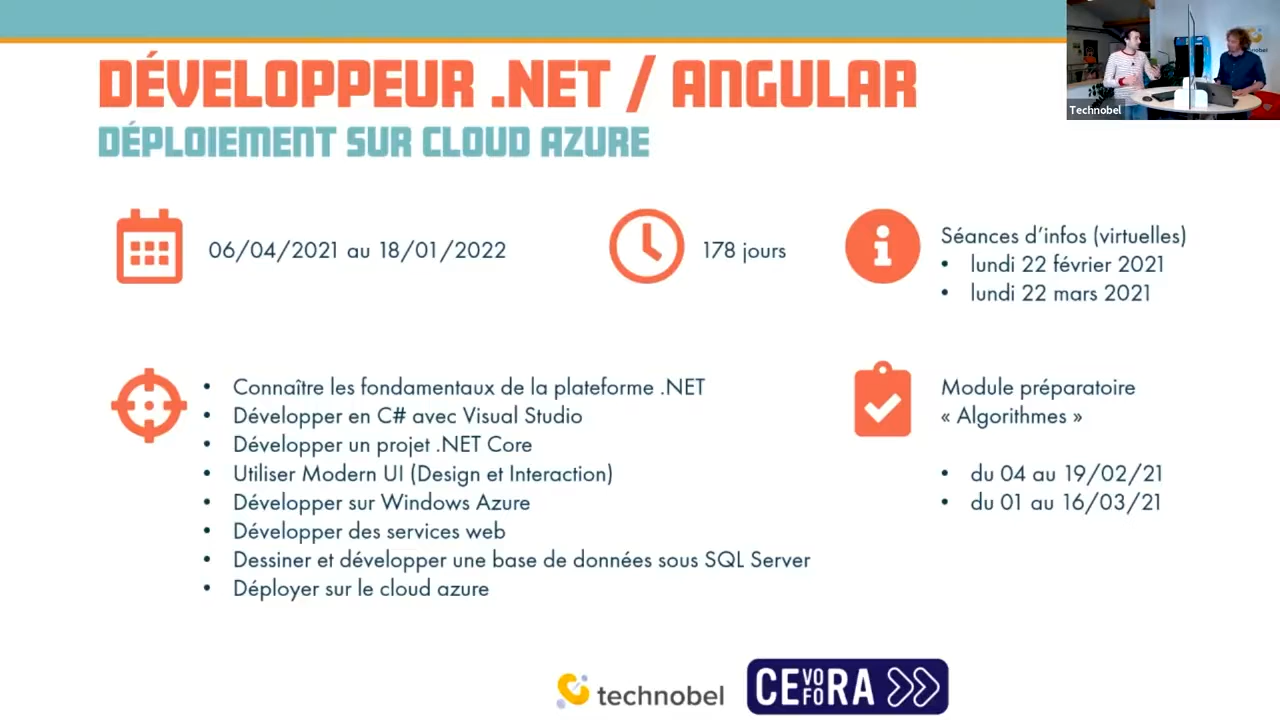 DÉVELOPPEUR .NET / ANGULAR
DÉPLOIEMENT SUR CLOUD AZURE
Technobel
06/04/2021 au 18/01/2022
178 jours
Séances d'infos (virtuelles)
• lundi 22 février 2021
• lundi 22 mars 2021
• Connaître les fondamentaux de la plateforme .NET
• Développer en C# avec Visual Studio
• Développer un projet .NET Core
• Utiliser Modern UI (Design et Interaction)
• Développer sur Windows Azure
• Développer des services web
• Dessiner et développer une base de données sous SQL Server
• Déployer sur le cloud azure
Module préparatoire
« Algorithmes »
• du 04 au 19/02/21
• du 01 au 16/03/21
technobel
CEVOFORA